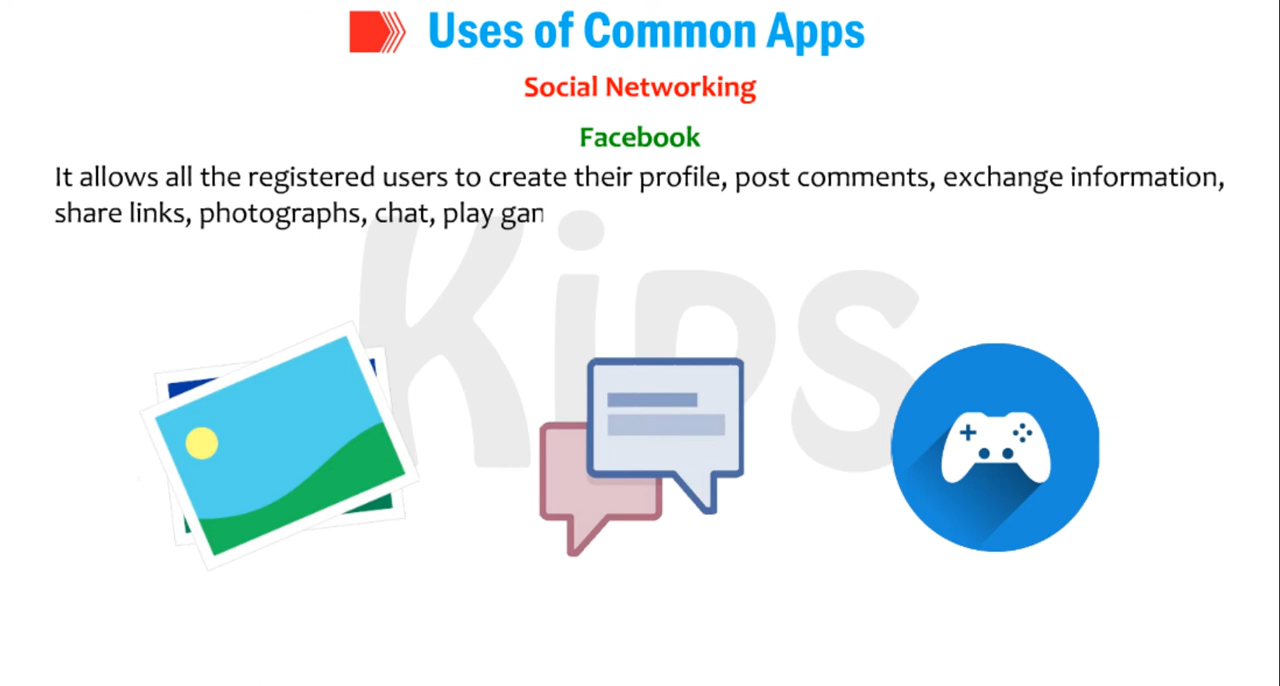 Uses of Common Apps
Social Networking
Facebook
It allows all the registered users to create their profile, post comments, exchange information,
share links, photographs, chat, play
Kips